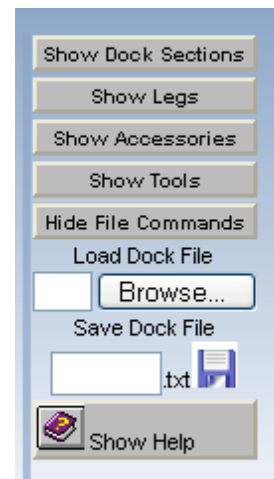 Show Dock Sections
Show Legs
Show Accessories
Show Tools
Hide File Commands
Load Dock File
Browse...
Save Dock File
.txt
Show Help